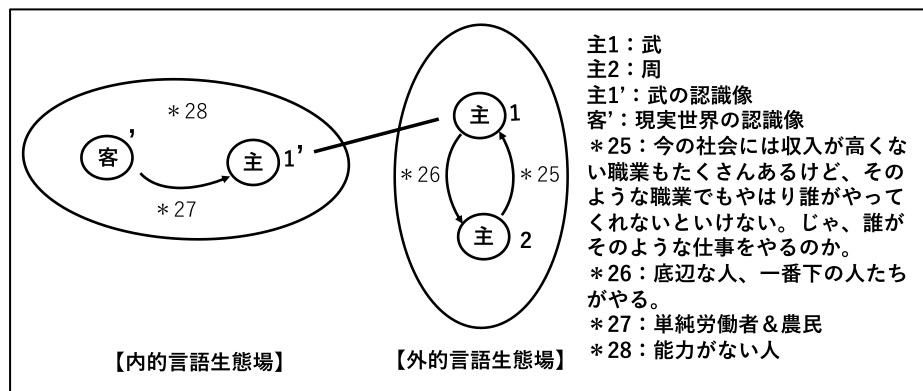 主1：武
主2：周
主1’：武の認識像
客’：現実世界の認識像
＊25：今の社会には収入が高くな
い職業もたくさんあるけど、そのよう
ような職業でもやはり誰がやって
くれないといけない。じゃ、誰が
そのような仕事をやるのか。
＊26：底辺な人、一番下の人たち
がやる。
＊27：単純労働者＆農民
＊28：能力がない人
＊28
客’
主 1’
＊27
主 1
＊26
＊25
主 2
【内的言語生態場】
【外的言語生態場】